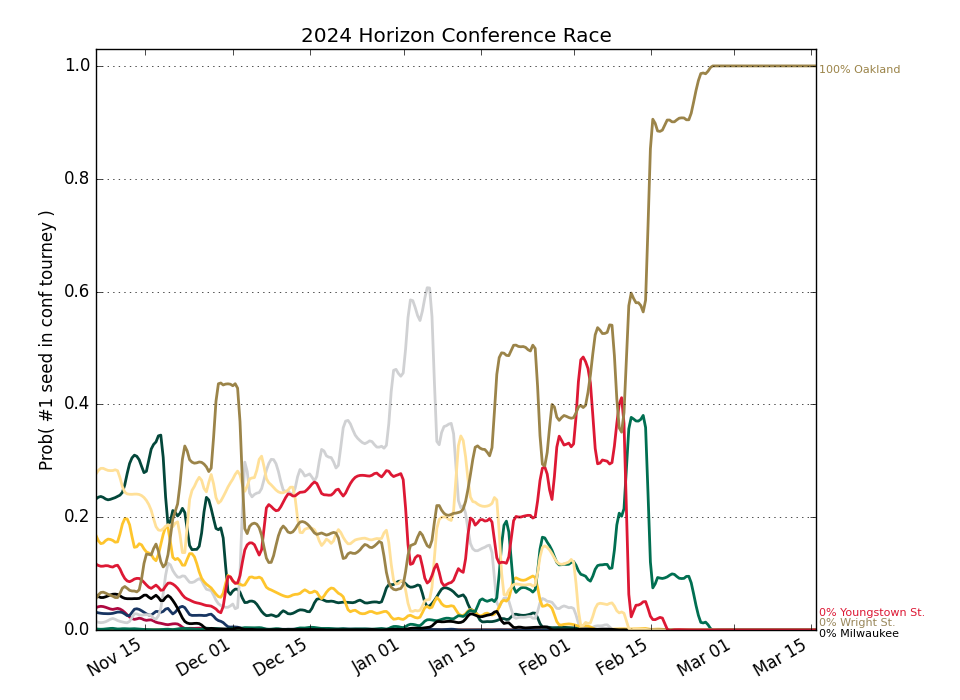 2024 Horizon Conference Race
Prob( #1 seed in conf tourney )
1.0
0.8
0.6
0.4
0.2
0.0
100% Oakland
0% Youngstown St.
0% Wright St.
0% Milwaukee
Nov 15
Dec 01
Dec 15
Jan 01
Jan 15
Feb 01
Feb 15
Mar 01
Mar 15